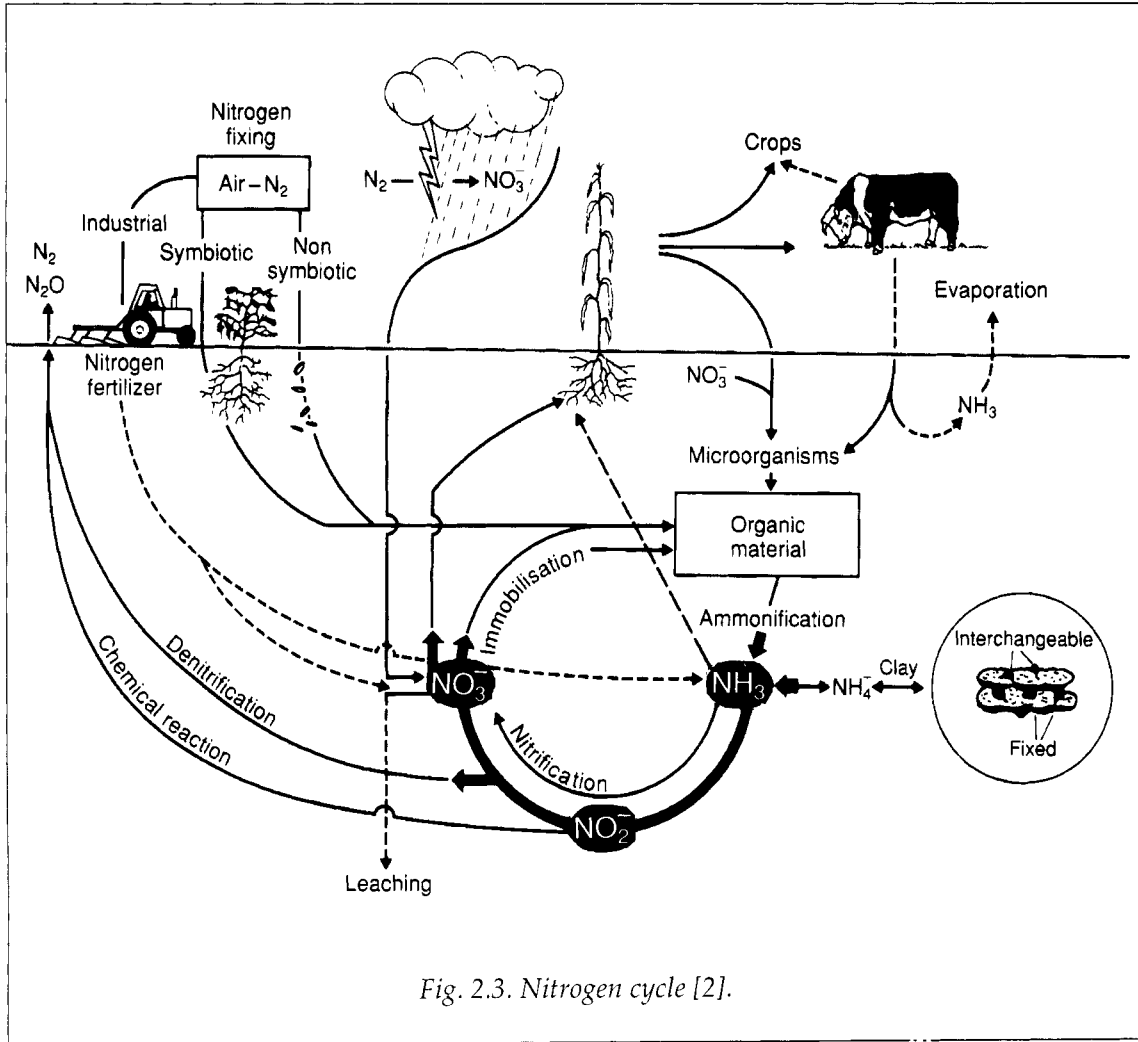 Nitrogen
fixing
Air–N₂
Industrial
Symbiotic
Non
symbiotic
N₂
N₂O
Nitrogen
fertilizer
N₂
NO₃⁻
Crops
Evaporation
NO₃⁻
NH₃
Microorganisms
Organic
material
Immobilisation
Ammonification
Denitrification
Chemical reaction
NO₃⁻
NH₃
NH₄⁻
Clay
Interchangeable
Fixed
Nitrification
NO₂⁻
Leaching
Fig. 2.3. Nitrogen cycle [2].